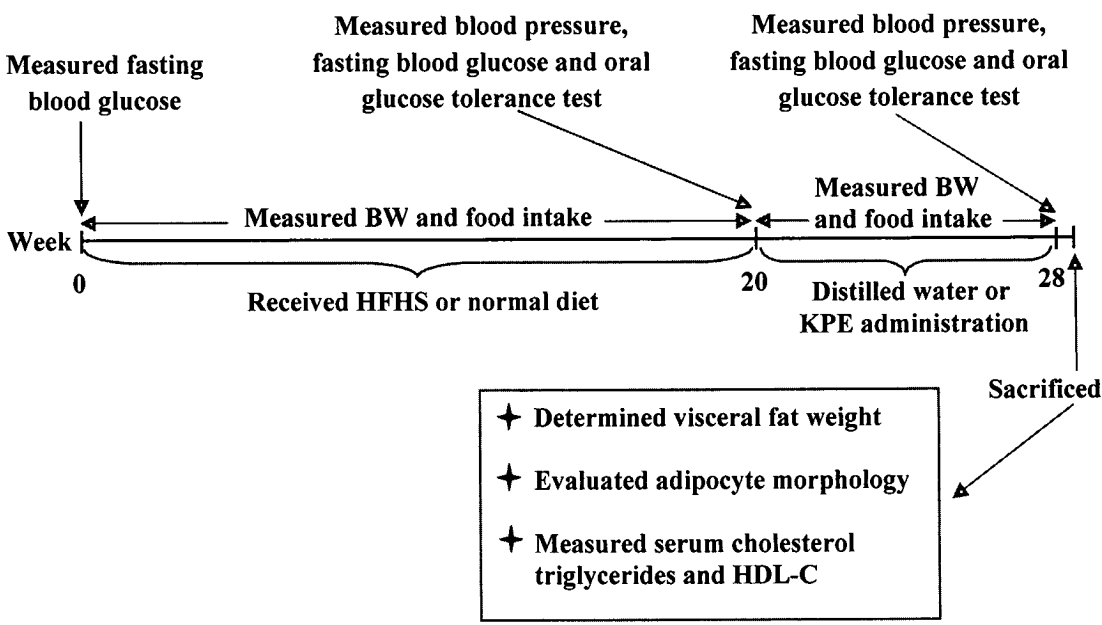 Measured fasting
blood glucose
Measured blood pressure,
fasting blood glucose and oral
glucose tolerance test
Measured blood pressure,
fasting blood glucose and oral
glucose tolerance test
Measured BW and food intake
Measured BW
and food intake
Week
0
20
28
Received HFHS or normal diet
Distilled water or
KPE administration
Sacrificed
Determined visceral fat weight
Evaluated adipocyte morphology
Measured serum cholesterol
triglycerides and HDL-C